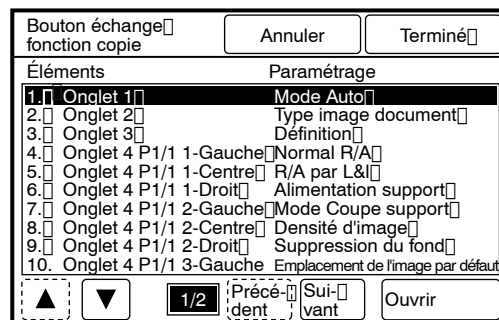 Bouton échange
fonction copie
Annuler
Terminé
Éléments Paramétrage
1. Onglet 1 Mode Auto
2. Onglet 2 Type image document
3. Onglet 3 Définition
4. Onglet 4 P1/1 1-Gauche Normal R/A
5. Onglet 4 P1/1 1-Centre R/A par L&I
6. Onglet 4 P1/1 1-Droit Alimentation support
7. Onglet 4 P1/1 2-Gauche Mode Coupe support
8. Onglet 4 P1/1 2-Centre Densité d'image
9. Onglet 4 P1/1 2-Droit Suppression du fond
10. Onglet 4 P1/1 3-Gauche Emplacement de l'image par défaut
1/2
Précé-
dent
Sui-
vant
Ouvrir